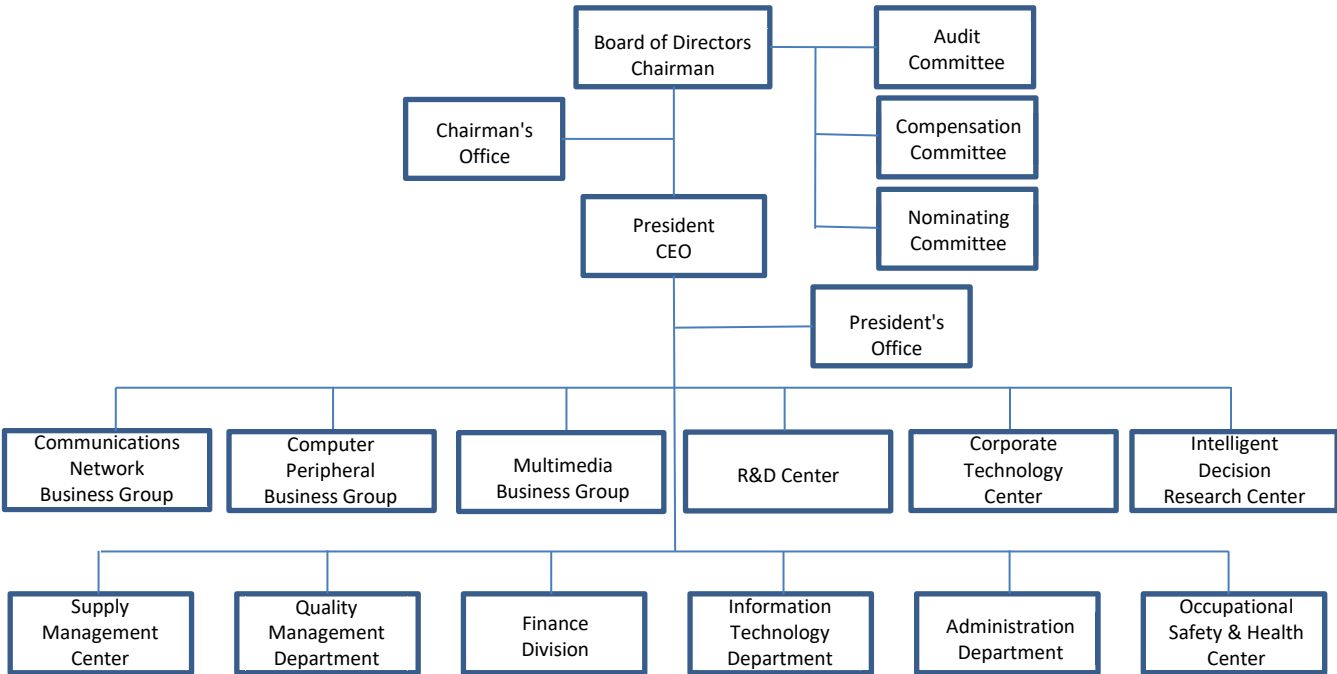 Board of Directors
Chairman
Audit
Committee
Chairman's
Office
Compensation
Committee
President
CEO
Nominating
Committee
President's
Office
Communications
Network
Business Group
Computer
Peripheral
Business Group
Multimedia
Business Group
R&D Center
Corporate
Technology
Center
Intelligent
Decision
Research Center
Supply
Management
Center
Quality
Management
Department
Finance
Division
Information
Technology
Department
Administration
Department
Occupational
Safety & Health
Center